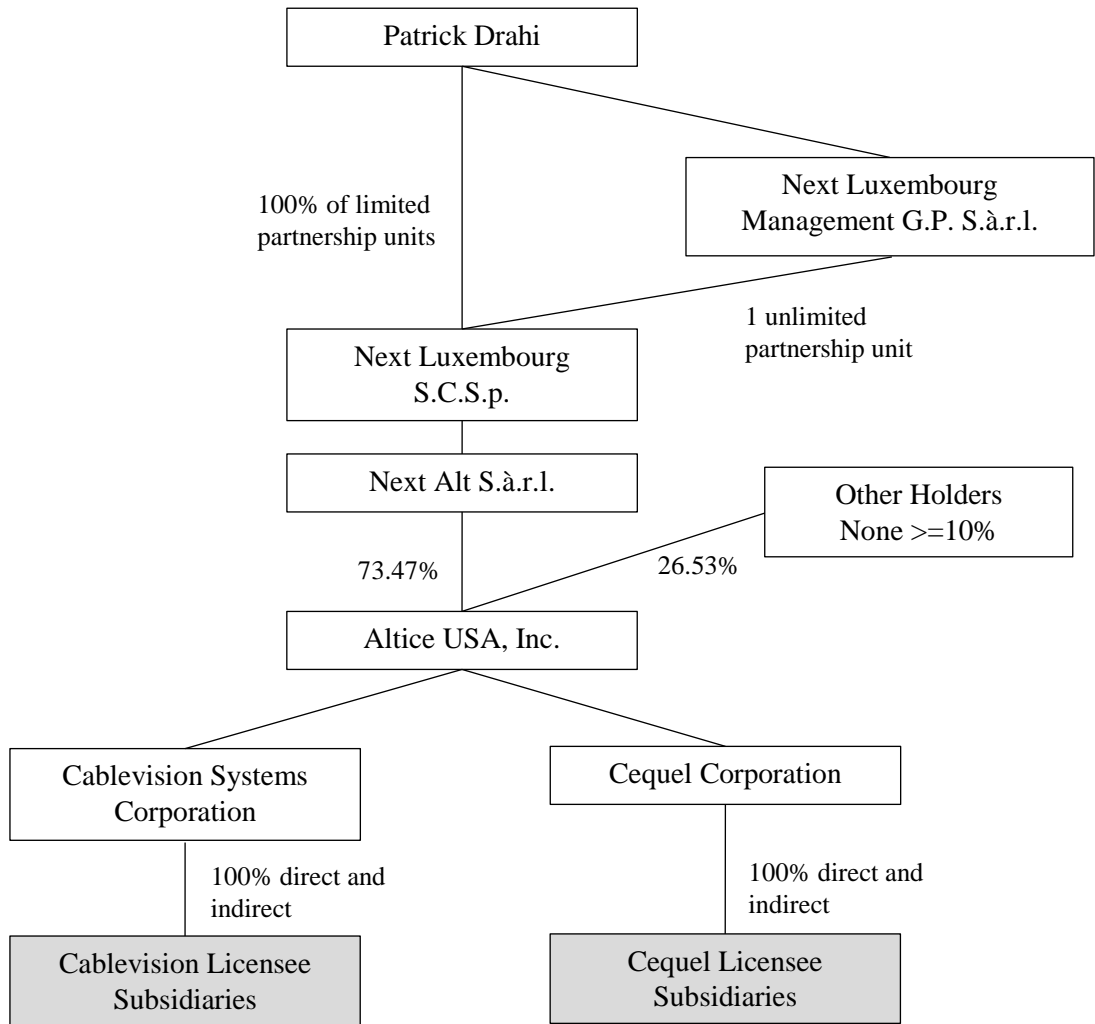 Patrick Drahi
Next Luxembourg
Management G.P. S.à.r.l.
100% of limited
partnership units
1 unlimited
partnership unit
Next Luxembourg
S.C.S.p.
Next Alt S.à.r.l.
Other Holders
None >=10%
73.47%
26.53%
Altice USA, Inc.
Cablevision Systems
Corporation
Cequel Corporation
100% direct and
indirect
100% direct and
indirect
Cablevision Licensee
Subsidiaries
Cequel Licensee
Subsidiaries